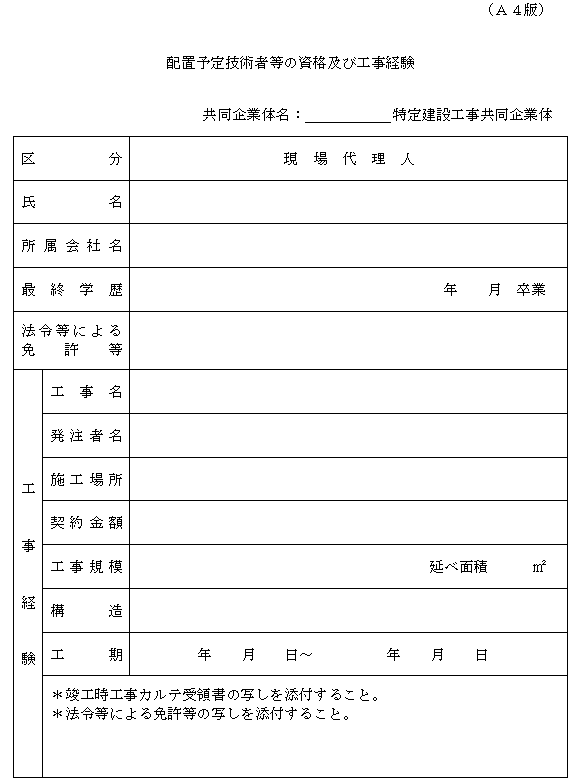 （Ａ４版）
配置予定技術者等の資格及び工事経験
共同企業体名：＿＿＿＿＿＿特定建設工事共同企業体
区　　　　　分　現　場　代　理　人
氏　　　　　名
所属会社名
最終学歴　年　　月　卒業
法令等による
免　許　等
工事経験
工　事　名
発注者名
施工場所
契約金額
工事規模　延べ面積　　　㎡
構　　　造
工　　　期　年　　月　　日～　　　　　年　　月　　日
＊竣工時工事カルテ受領書の写しを添付すること。
＊法令等による免許等の写しを添付すること。